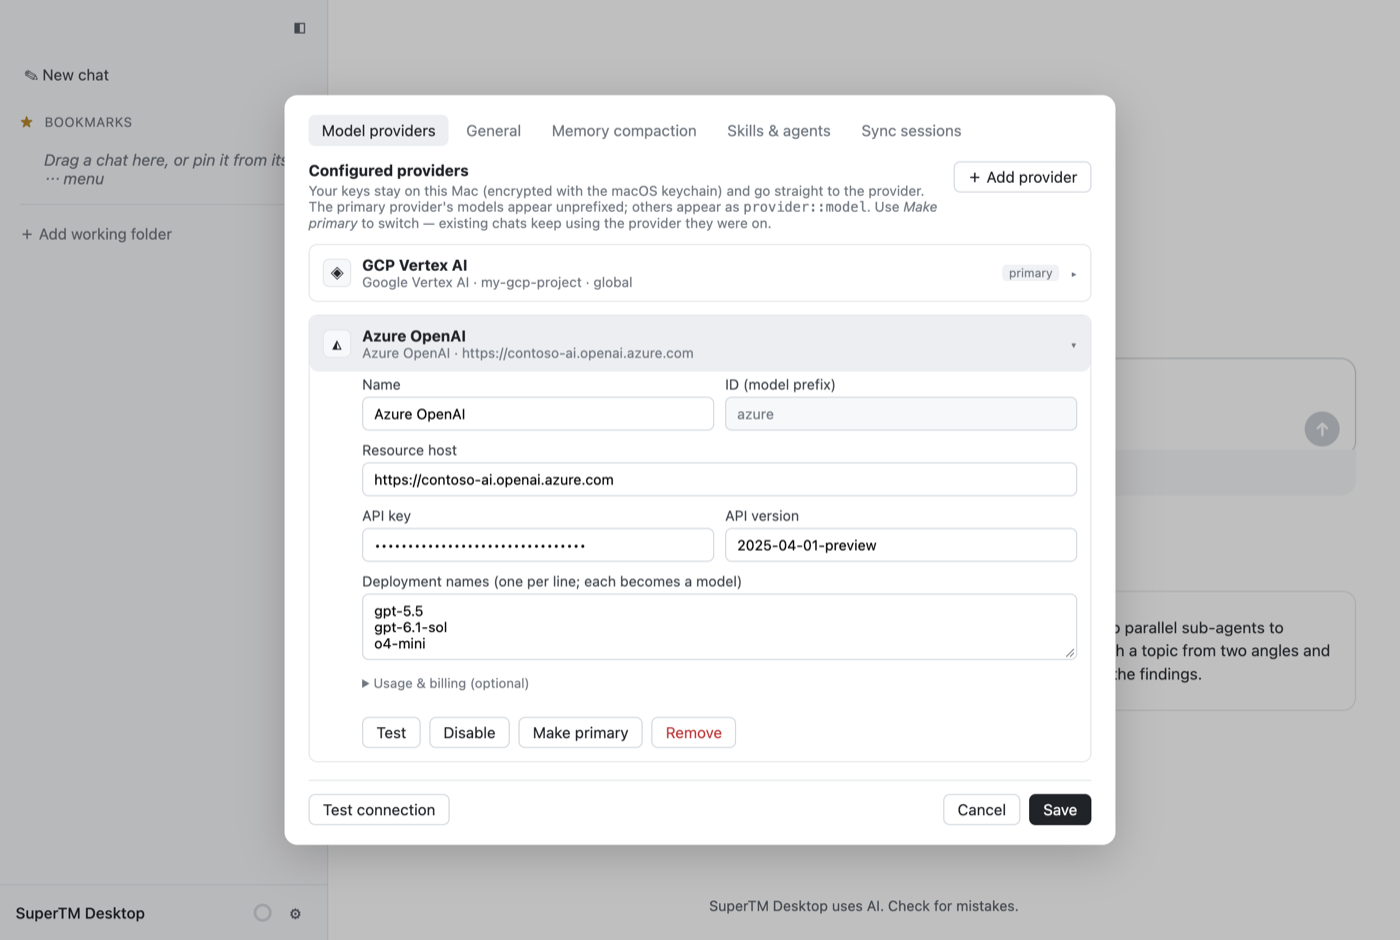 New chat
BOOKMARKS
Drag a chat here, or pin it from its
··· menu
+ Add working folder
Model providers
General
Memory compaction
Skills & agents
Sync sessions
Configured providers
Your keys stay on this Mac (encrypted with the macOS keychain) and go straight to the provider.
The primary provider's models appear unprefixed; others appear as provider::model. Use Make
primary to switch — existing chats keep using the provider they were on.
+ Add provider
GCP Vertex AI
Google Vertex AI · my-gcp-project · global
primary
Azure OpenAI
Azure OpenAI · https://contoso-ai.openai.azure.com
Name
ID (model prefix)
Azure OpenAI
azure
Resource host
https://contoso-ai.openai.azure.com
API key
API version
••••••••••••••••••••••••••••••••
2025-04-01-preview
Deployment names (one per line; each becomes a model)
gpt-5.5
gpt-6.1-sol
o4-mini
Usage & billing (optional)
Test
Disable
Make primary
Remove
Test connection
Cancel
Save
parallel sub-agents to
a topic from two angles and
the findings.
SuperTM Desktop
SuperTM Desktop uses AI. Check for mistakes.